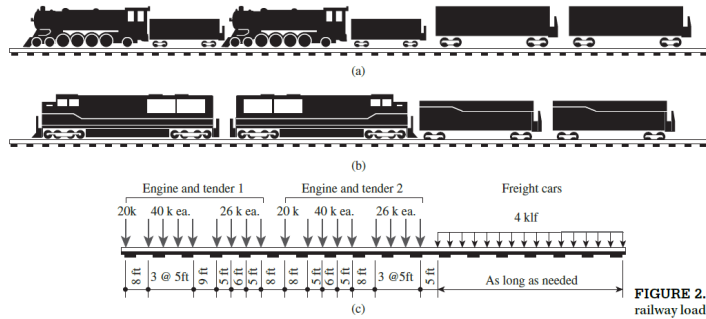 (a)
(b)
Engine and tender 1 Engine and tender 2 Freight cars
20k 40 k ea. 26 k ea. 20 k 40 k ea. 26 k ea. 4 klf
8 ft 3 @ 5ft 9 ft 5 ft 6 ft 5 ft 8 ft 8 ft 5 ft 6 ft 5 ft 8 ft 3 @5ft 5 ft As long as needed
(c)
FIGURE 2.
railway load